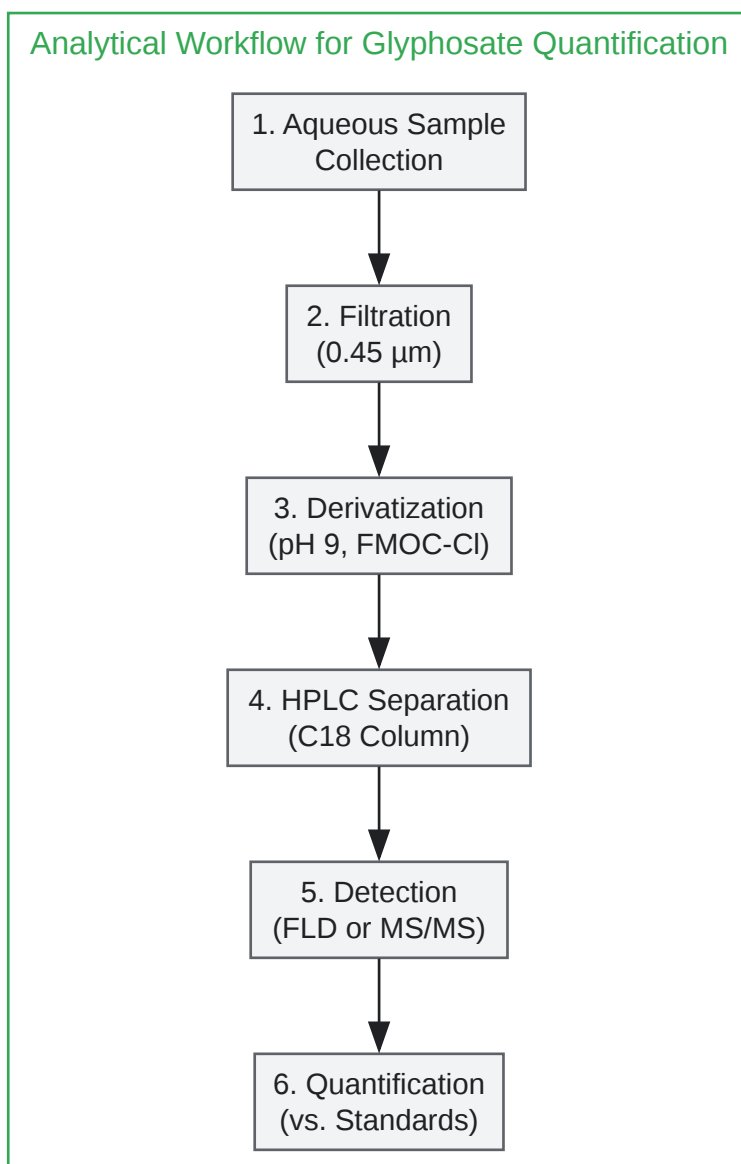 Analytical Workflow for Glyphosate Quantification
1. Aqueous Sample
Collection
2. Filtration
(0.45 µm)
3. Derivatization
(pH 9, FMOC-Cl)
4. HPLC Separation
(C18 Column)
5. Detection
(FLD or MS/MS)
6. Quantification
(vs. Standards)